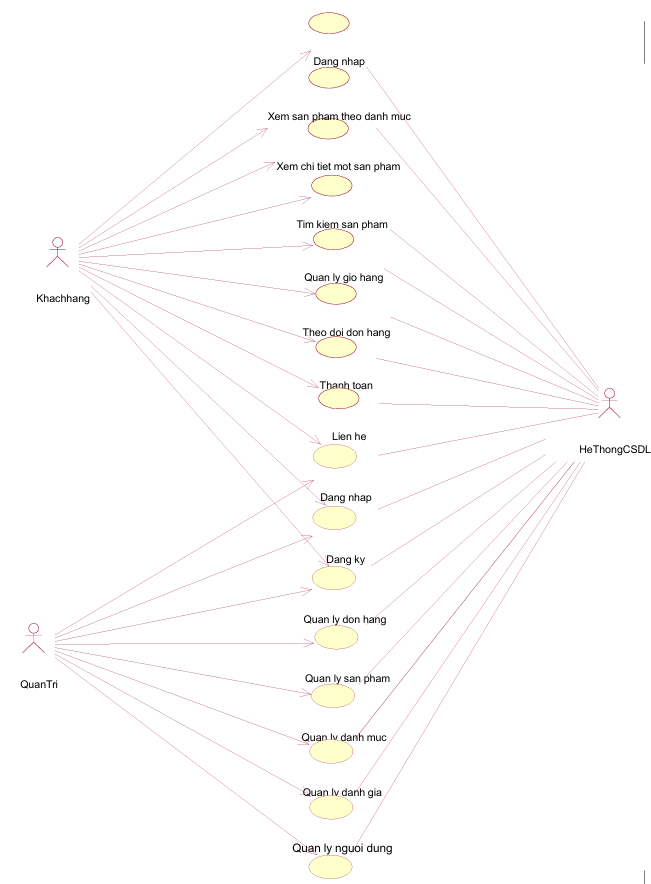 Dang nhap
Xem san pham theo danh muc
Xem chi tiet mot san pham
Tim kiem san pham
Quan ly gio hang
Khachhang
Theo doi don hang
Thanh toan
Lien he
HeThongCSDL
Dang nhap
Dang ky
Quan ly don hang
Quan ly san pham
QuanTri
Quan ly danh muc
Quan ly danh gia
Quan ly nguoi dung